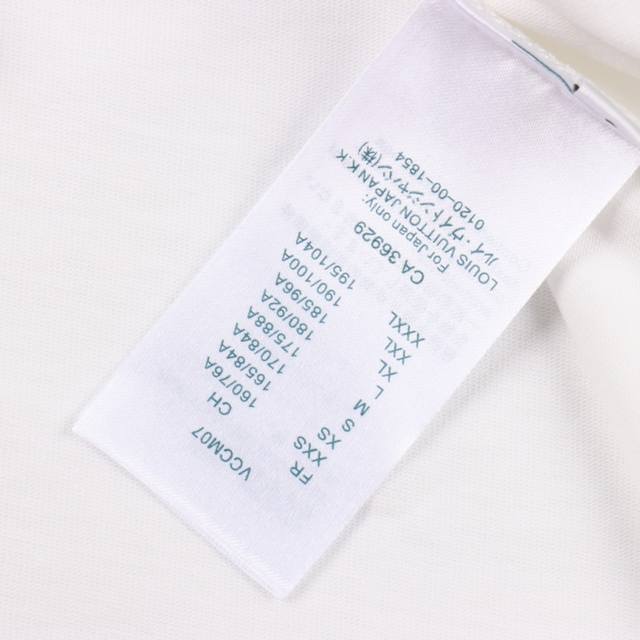 VCCM07
FR CH
XXS 160/76A
XS 165/84A
S 170/84A
M 175/88A
L 180/92A
XL 185/96A
XXL 190/100A
XXXL 195/104A
CA 36929
For Japan only:
LOUIS VUITTON JAPAN K.K
ルイ・ヴィトンジャパン(株)
0120-00-1854